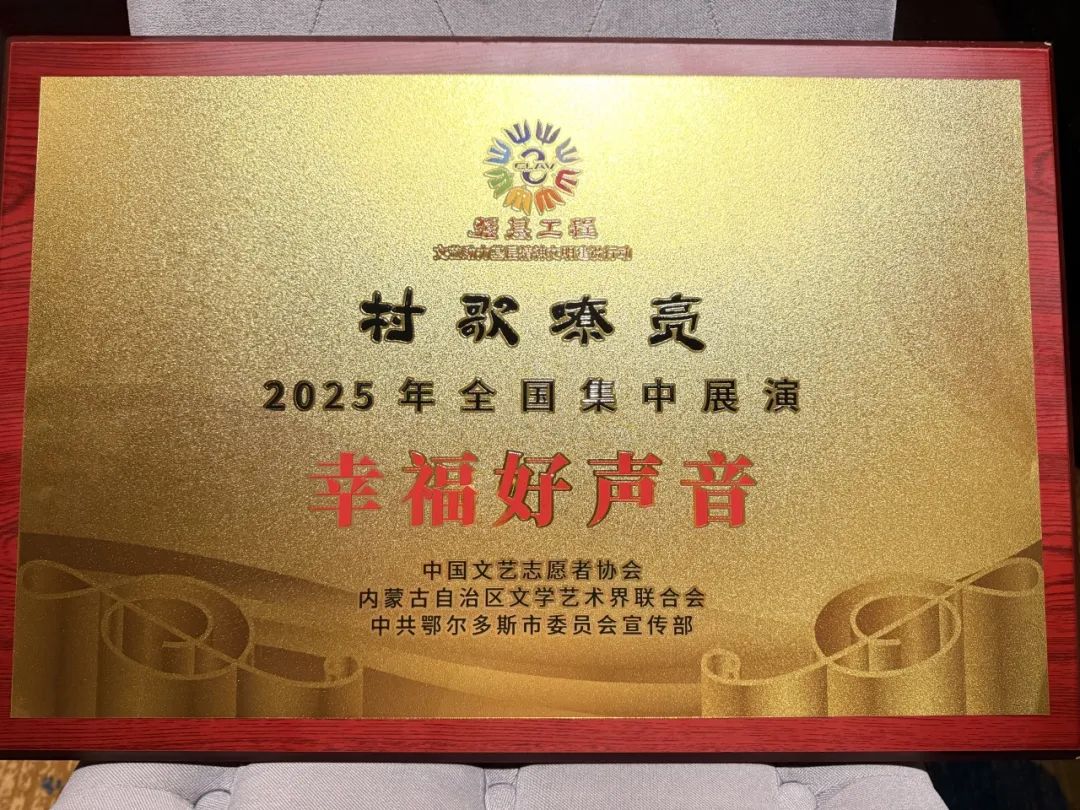 CLAV
强基工程
村歌嘹亮
2025年全国集中展演
幸福好声音
中国文艺志愿者协会
内蒙古自治区文学艺术界联合会
中共鄂尔多斯市委员会宣传部